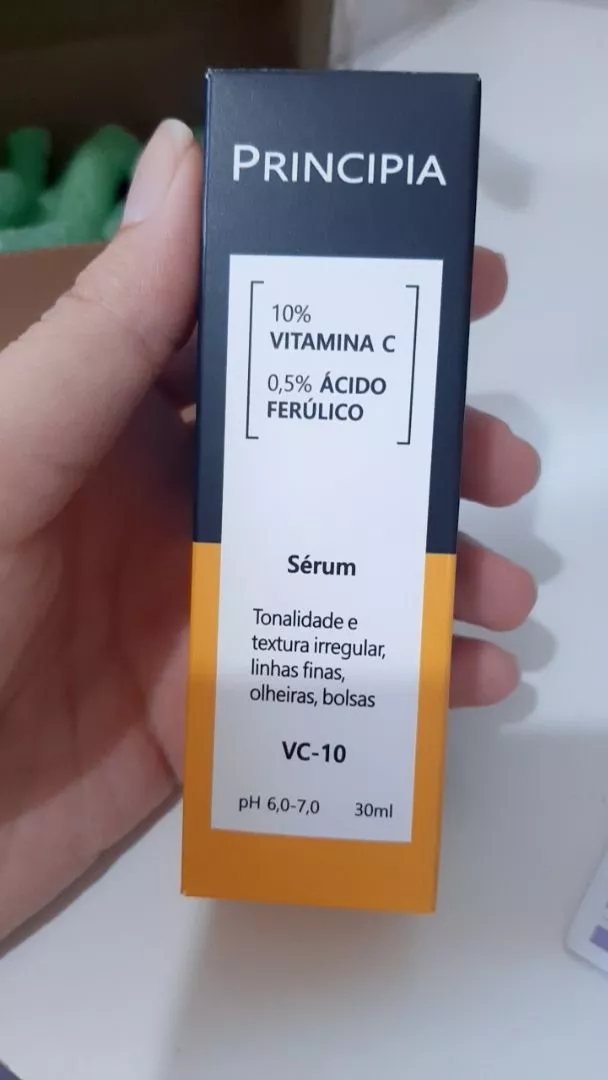 PRINCIPIA
10%
VITAMINA C
0,5% ÁCIDO
FERÚLICO
Sérum
Tonalidade e
textura irregular,
linhas finas,
olheiras, bolsas
VC-10
pH 6,0-7,0 30ml